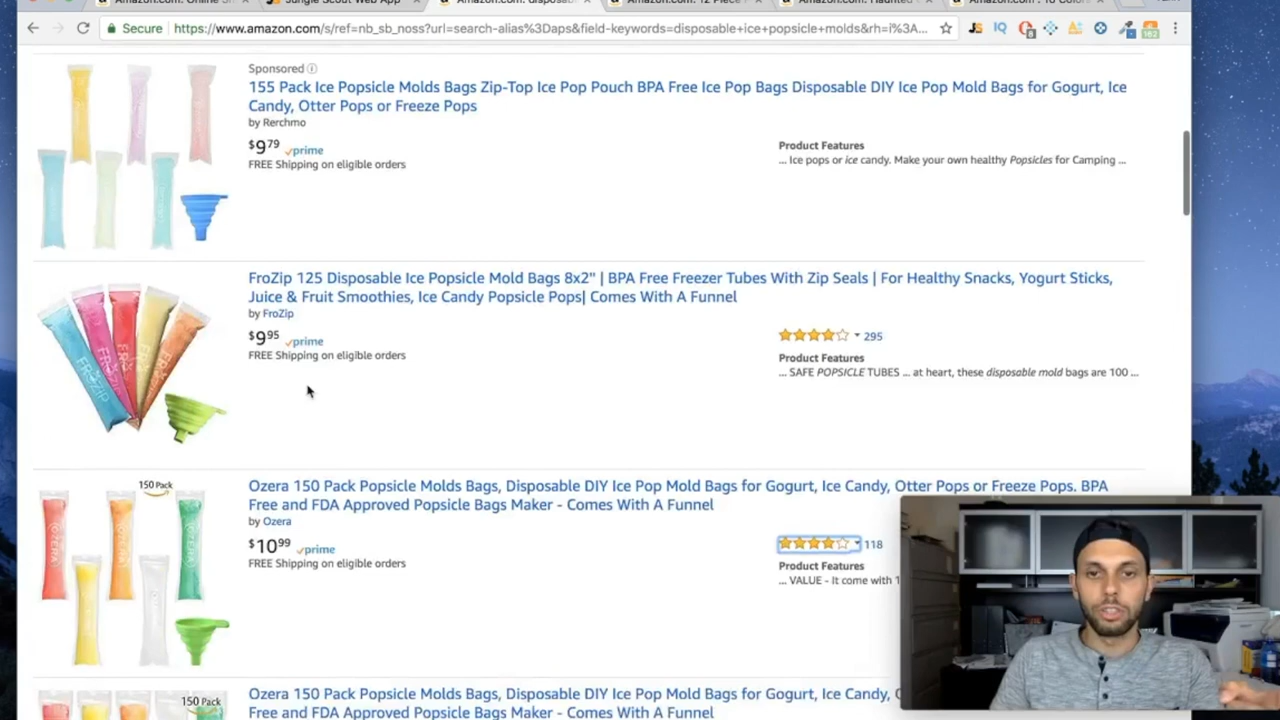 Secure
https://www.amazon.com/s/ref=nb_sb_noss?url=search-alias%3Daps&field-keywords=disposable+ice+popsicle+molds&rh=i%3A...
Sponsored
155 Pack Ice Popsicle Molds Bags Zip-Top Ice Pop Pouch BPA Free Ice Pop Bags Disposable DIY Ice Pop Mold Bags for Gogurt, Ice
Candy, Otter Pops or Freeze Pops
by Rerchmo
$979 prime
FREE Shipping on eligible orders
Product Features
... Ice pops or ice candy. Make your own healthy Popsicles for Camping ...
FroZip 125 Disposable Ice Popsicle Mold Bags 8x2" | BPA Free Freezer Tubes With Zip Seals | For Healthy Snacks, Yogurt Sticks,
Juice & Fruit Smoothies, Ice Candy Popsicle Pops| Comes With A Funnel
by FroZip
$995 prime
FREE Shipping on eligible orders
295
Product Features
... SAFE POPSICLE TUBES ... at heart, these disposable mold bags are 100 ...
150 Pack
Ozera 150 Pack Popsicle Molds Bags, Disposable DIY Ice Pop Mold Bags for Gogurt, Ice Candy, Otter Pops or Freeze Pops. BPA
Free and FDA Approved Popsicle Bags Maker - Comes With A Funnel
by Ozera
$1099 prime
FREE Shipping on eligible orders
118
Product Features
... VALUE - It come with 1
150 Pack
Ozera 150 Pack Popsicle Molds Bags, Disposable DIY Ice Pop Mold Bags for Gogurt, Ice Candy,
Free and FDA Approved Popsicle Bags Maker - Comes With A Funnel